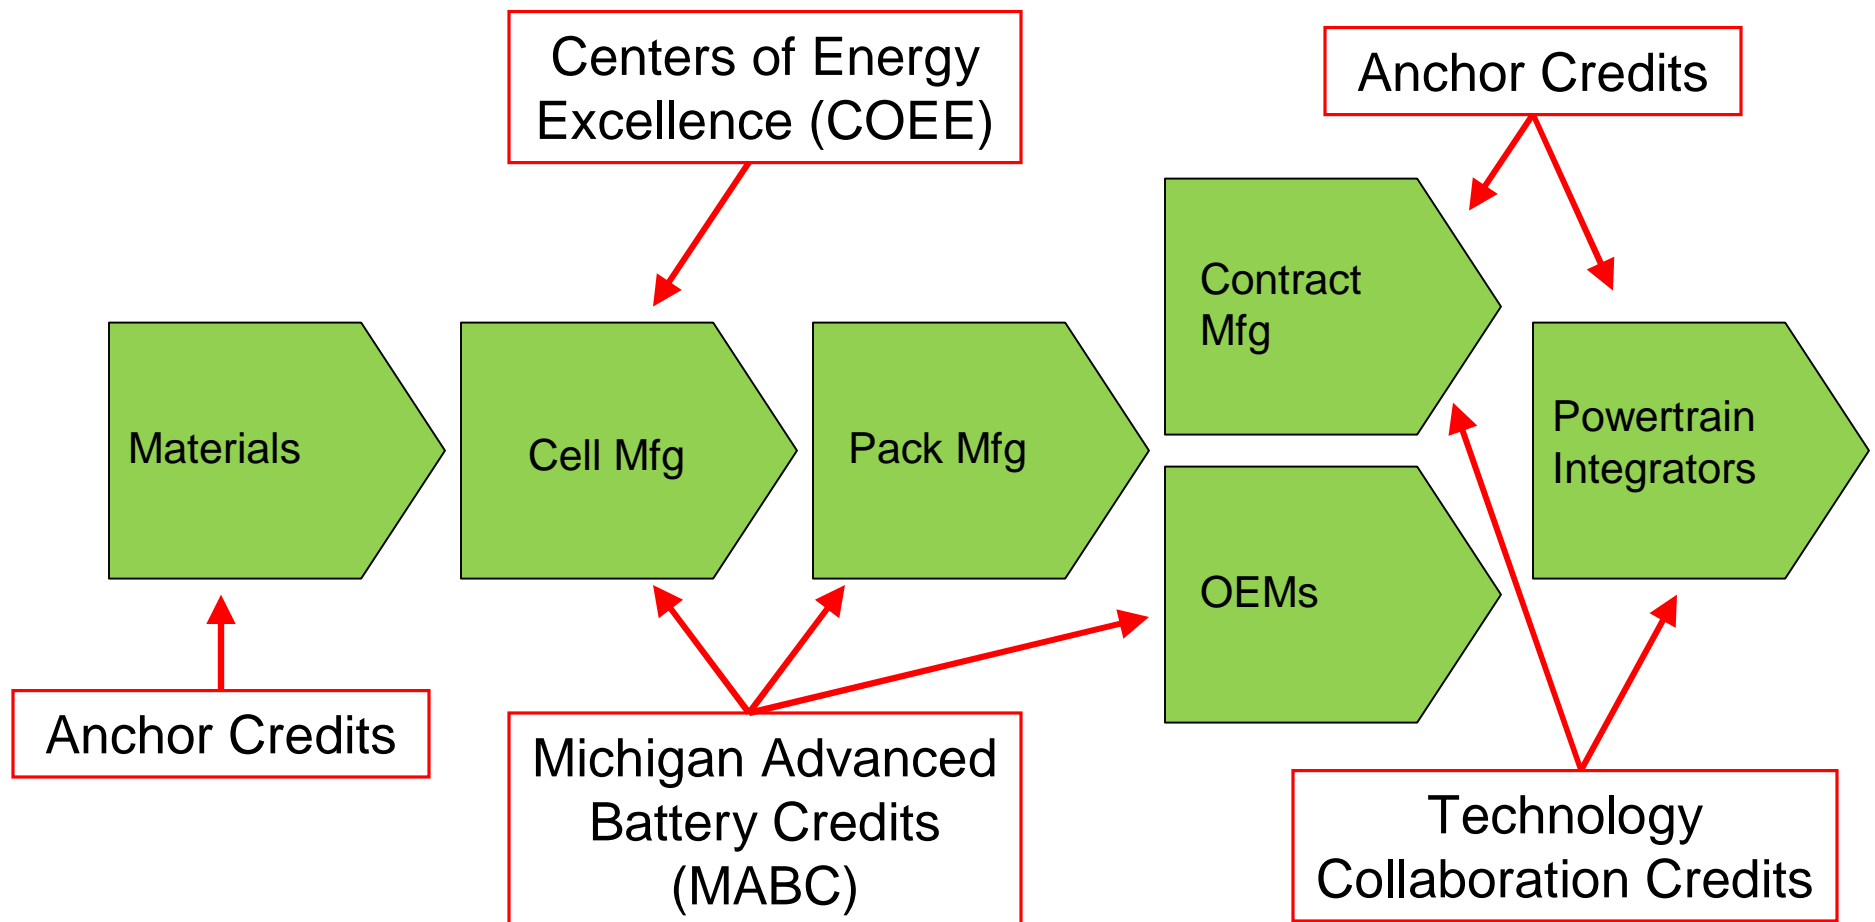 Centers of Energy
Excellence (COEE)
Anchor Credits
Contract
Mfg
Materials
Cell Mfg
Pack Mfg
Powertrain
Integrators
OEMs
Anchor Credits
Michigan Advanced
Battery Credits
(MABC)
Technology
Collaboration Credits